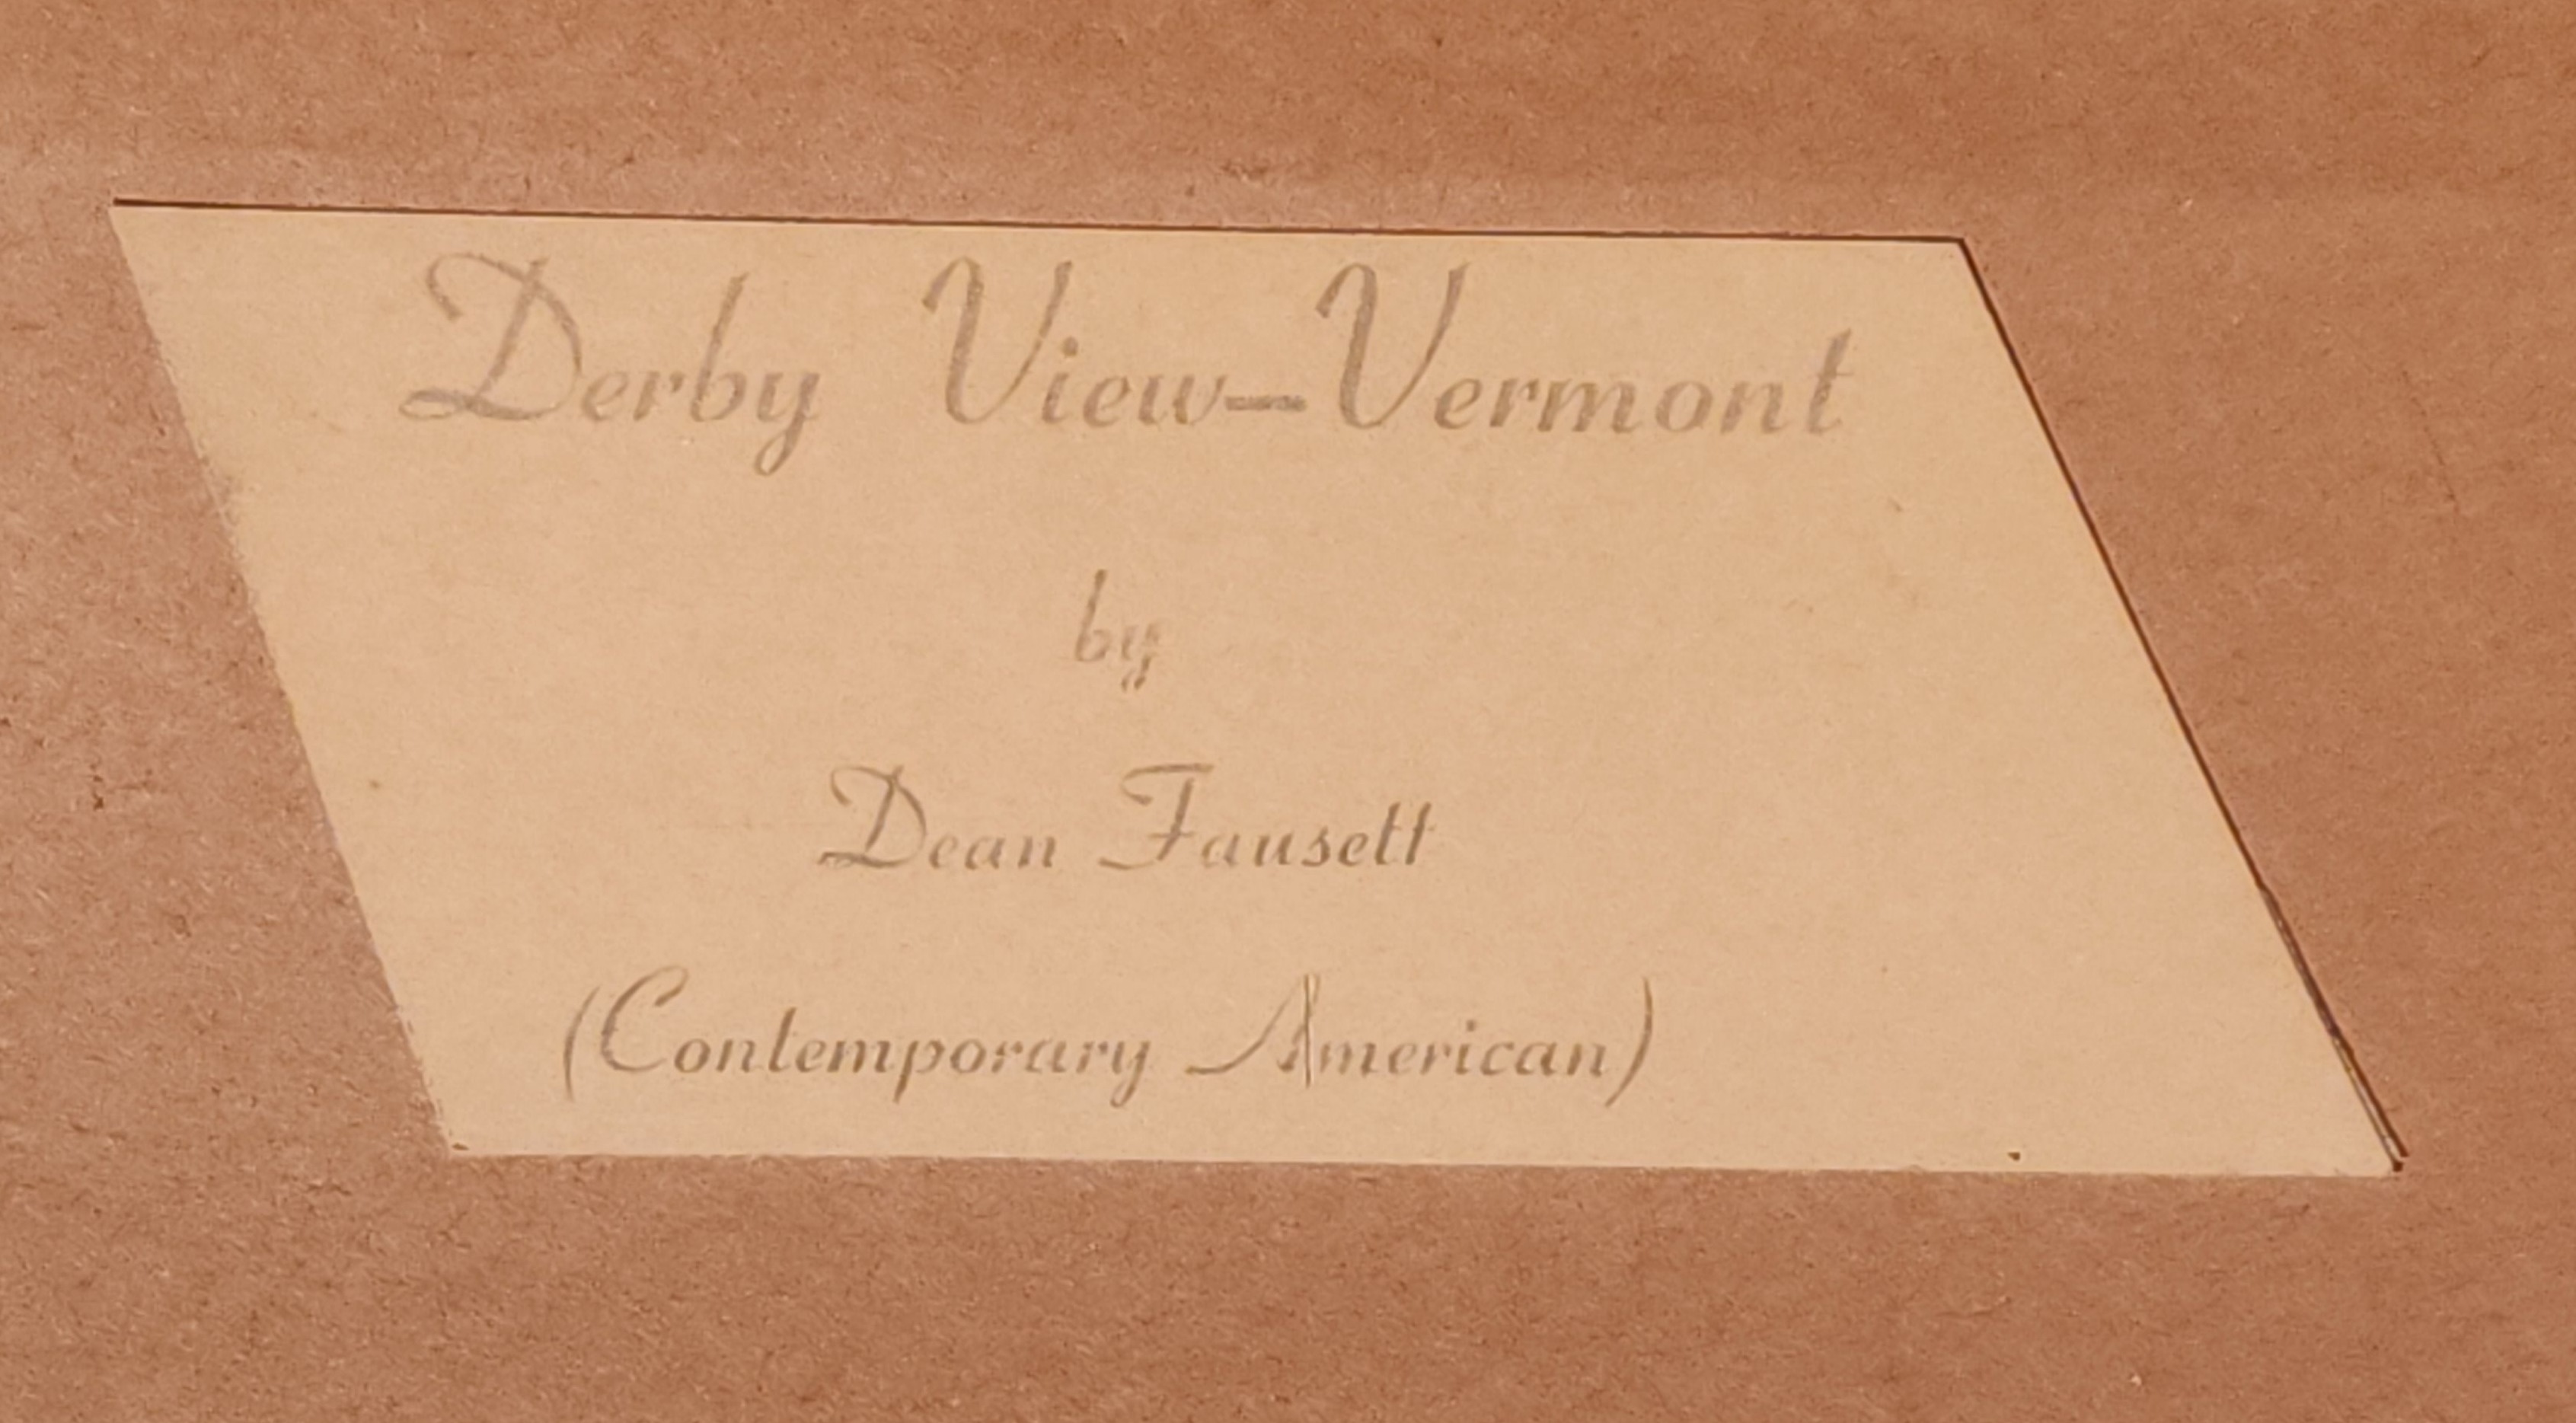 Derby View–Vermont
by
Dean Fausett
(Contemporary American)